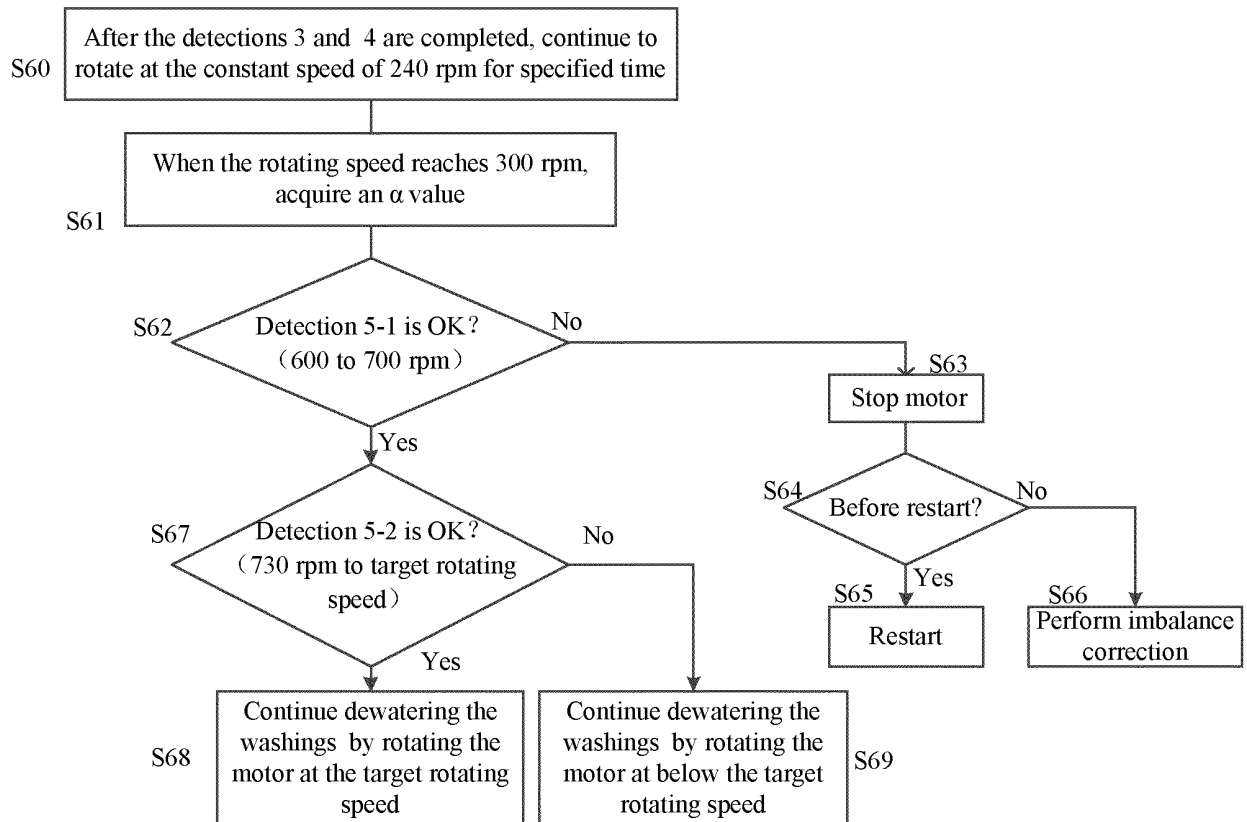 S60
After the detections 3 and 4 are completed, continue to
rotate at the constant speed of 240 rpm for specified time
S61
When the rotating speed reaches 300 rpm,
acquire an α value
S62
Detection 5-1 is OK?
(600 to 700 rpm)
No
Yes
S63
Stop motor
S64
Before restart?
No
Yes
S65
Restart
S66
Perform imbalance
correction
S67
Detection 5-2 is OK?
(730 rpm to target rotating
speed)
No
Yes
S68
Continue dewatering the
washings by rotating the
motor at the target rotating
speed
Continue dewatering the
washings by rotating the
motor at below the target
rotating speed
S69